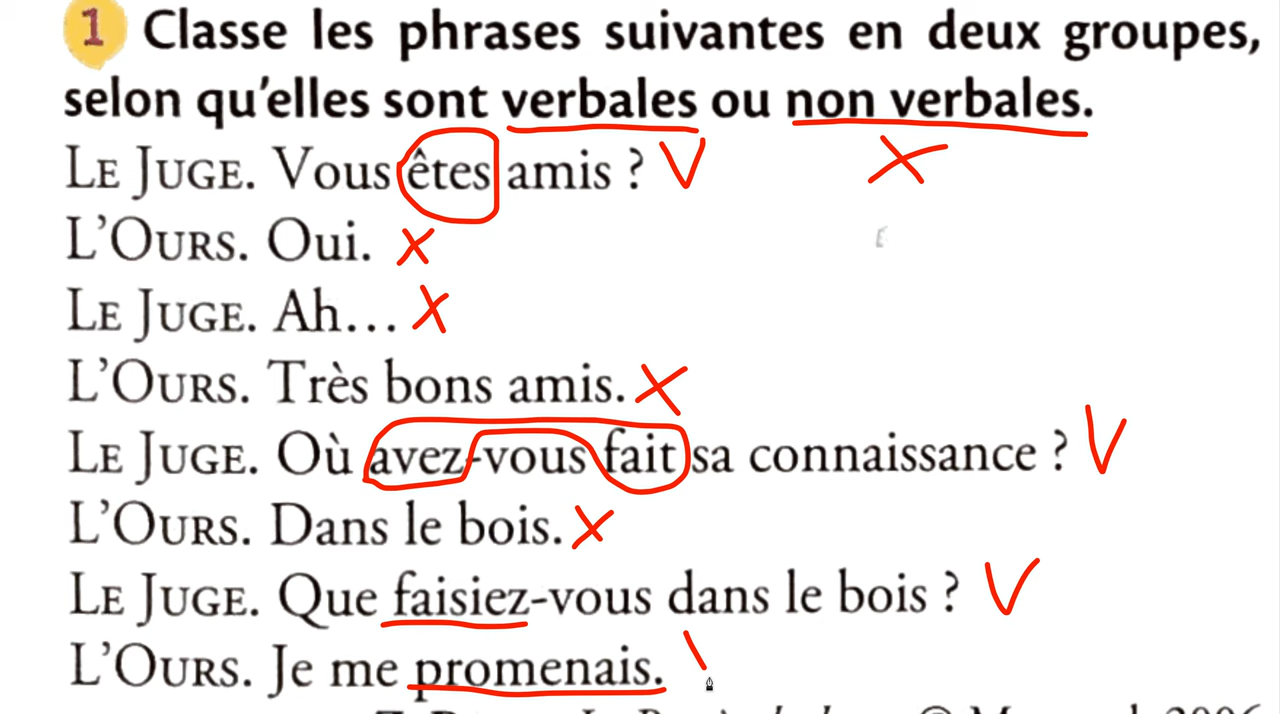 1 Classe les phrases suivantes en deux groupes,
selon qu'elles sont verbales ou non verbales.
LE JUGE. Vous êtes amis ? V
L'OURS. Oui. X
LE JUGE. Ah... X
L'OURS. Très bons amis. X
LE JUGE. Où avez-vous fait sa connaissance ? V
L'OURS. Dans le bois. X
LE JUGE. Que faisiez-vous dans le bois ? V
L'OURS. Je me promenais.